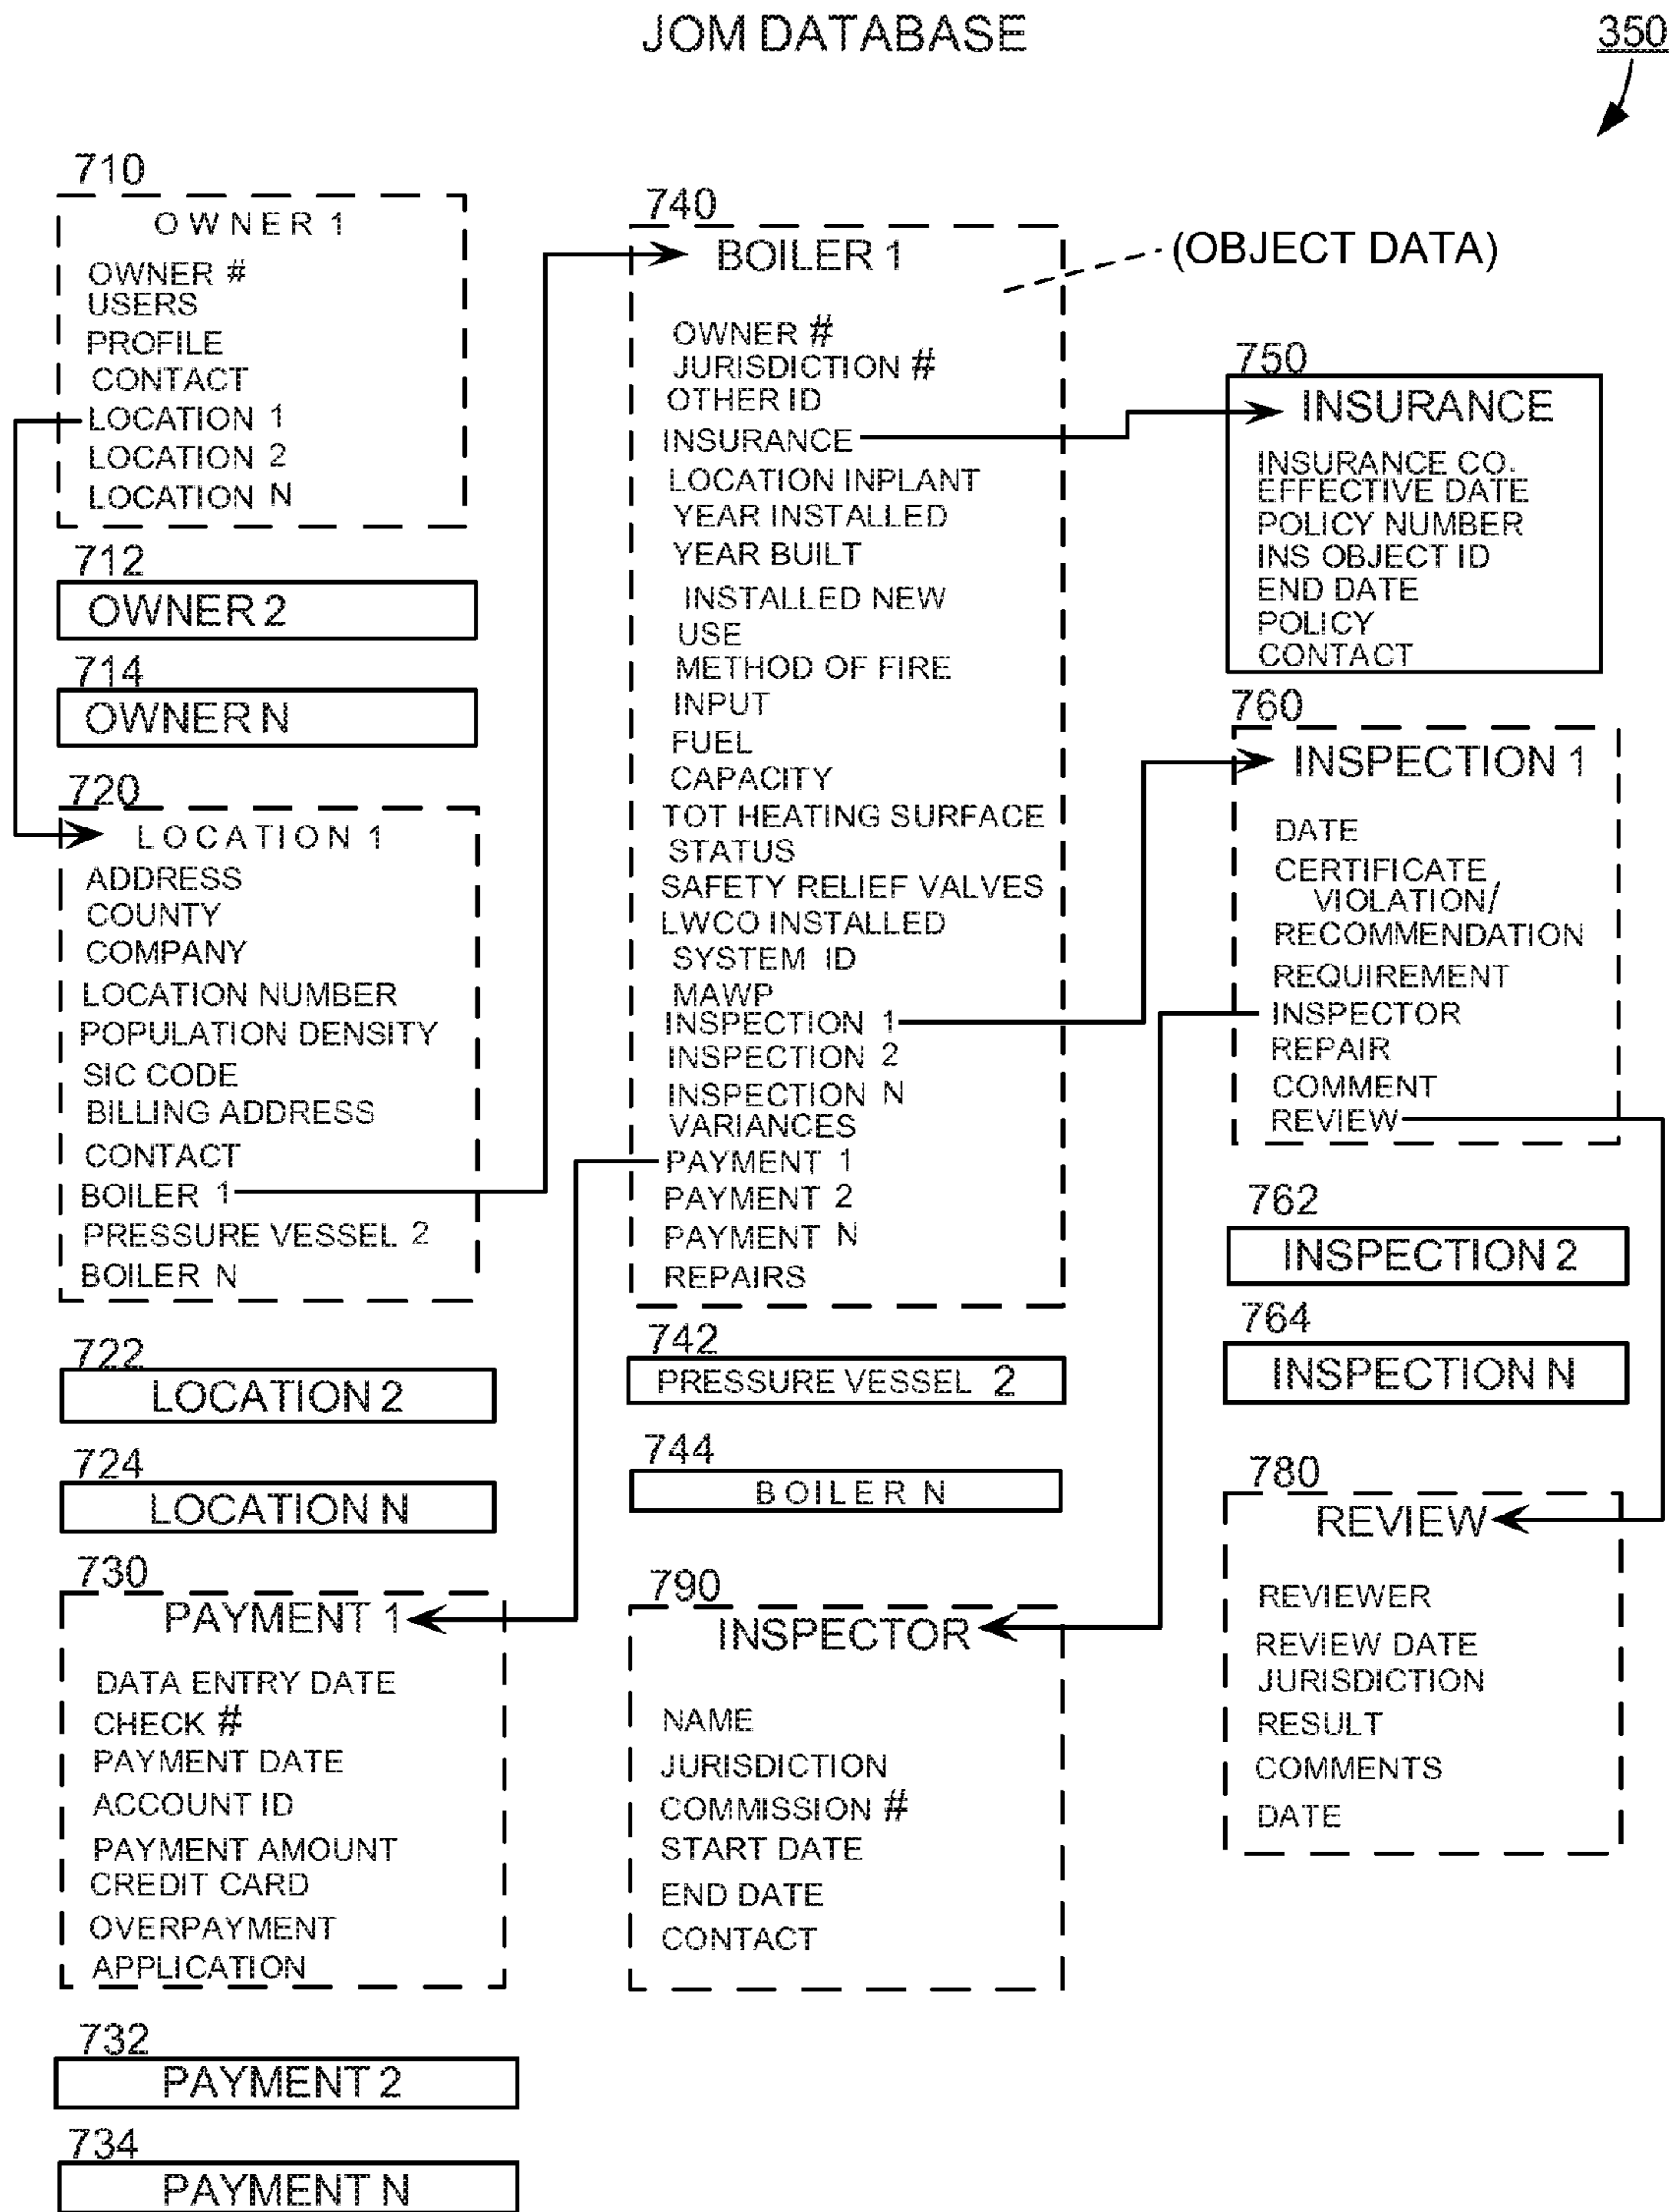 JOM DATABASE
350
710
OWNER 1
OWNER #
USERS
PROFILE
CONTACT
LOCATION 1
LOCATION 2
LOCATION N
712
OWNER 2
714
OWNER N
720
LOCATION 1
ADDRESS
COUNTY
COMPANY
LOCATION NUMBER
POPULATION DENSITY
SIC CODE
BILLING ADDRESS
CONTACT
BOILER 1
PRESSURE VESSEL 2
BOILER N
722
LOCATION 2
724
LOCATION N
730
PAYMENT 1
DATA ENTRY DATE
CHECK #
PAYMENT DATE
ACCOUNT ID
PAYMENT AMOUNT
CREDIT CARD
OVERPAYMENT
APPLICATION
732
PAYMENT 2
734
PAYMENT N
740
BOILER 1
(OBJECT DATA)
OWNER #
JURISDICTION #
OTHER ID
INSURANCE
LOCATION INPLANT
YEAR INSTALLED
YEAR BUILT
INSTALLED NEW
USE
METHOD OF FIRE
INPUT
FUEL
CAPACITY
TOT HEATING SURFACE
STATUS
SAFETY RELIEF VALVES
LWCO INSTALLED
SYSTEM ID
MAWP
INSPECTION 1
INSPECTION 2
INSPECTION N
VARIANCES
PAYMENT 1
PAYMENT 2
PAYMENT N
REPAIRS
742
PRESSURE VESSEL 2
744
BOILER N
790
INSPECTOR
NAME
JURISDICTION
COMMISSION #
START DATE
END DATE
CONTACT
750
INSURANCE
INSURANCE CO.
EFFECTIVE DATE
POLICY NUMBER
INS OBJECT ID
END DATE
POLICY
CONTACT
760
INSPECTION 1
DATE
CERTIFICATE
VIOLATION/
RECOMMENDATION
REQUIREMENT
INSPECTOR
REPAIR
COMMENT
REVIEW
762
INSPECTION 2
764
INSPECTION N
780
REVIEW
REVIEWER
REVIEW DATE
JURISDICTION
RESULT
COMMENTS
DATE